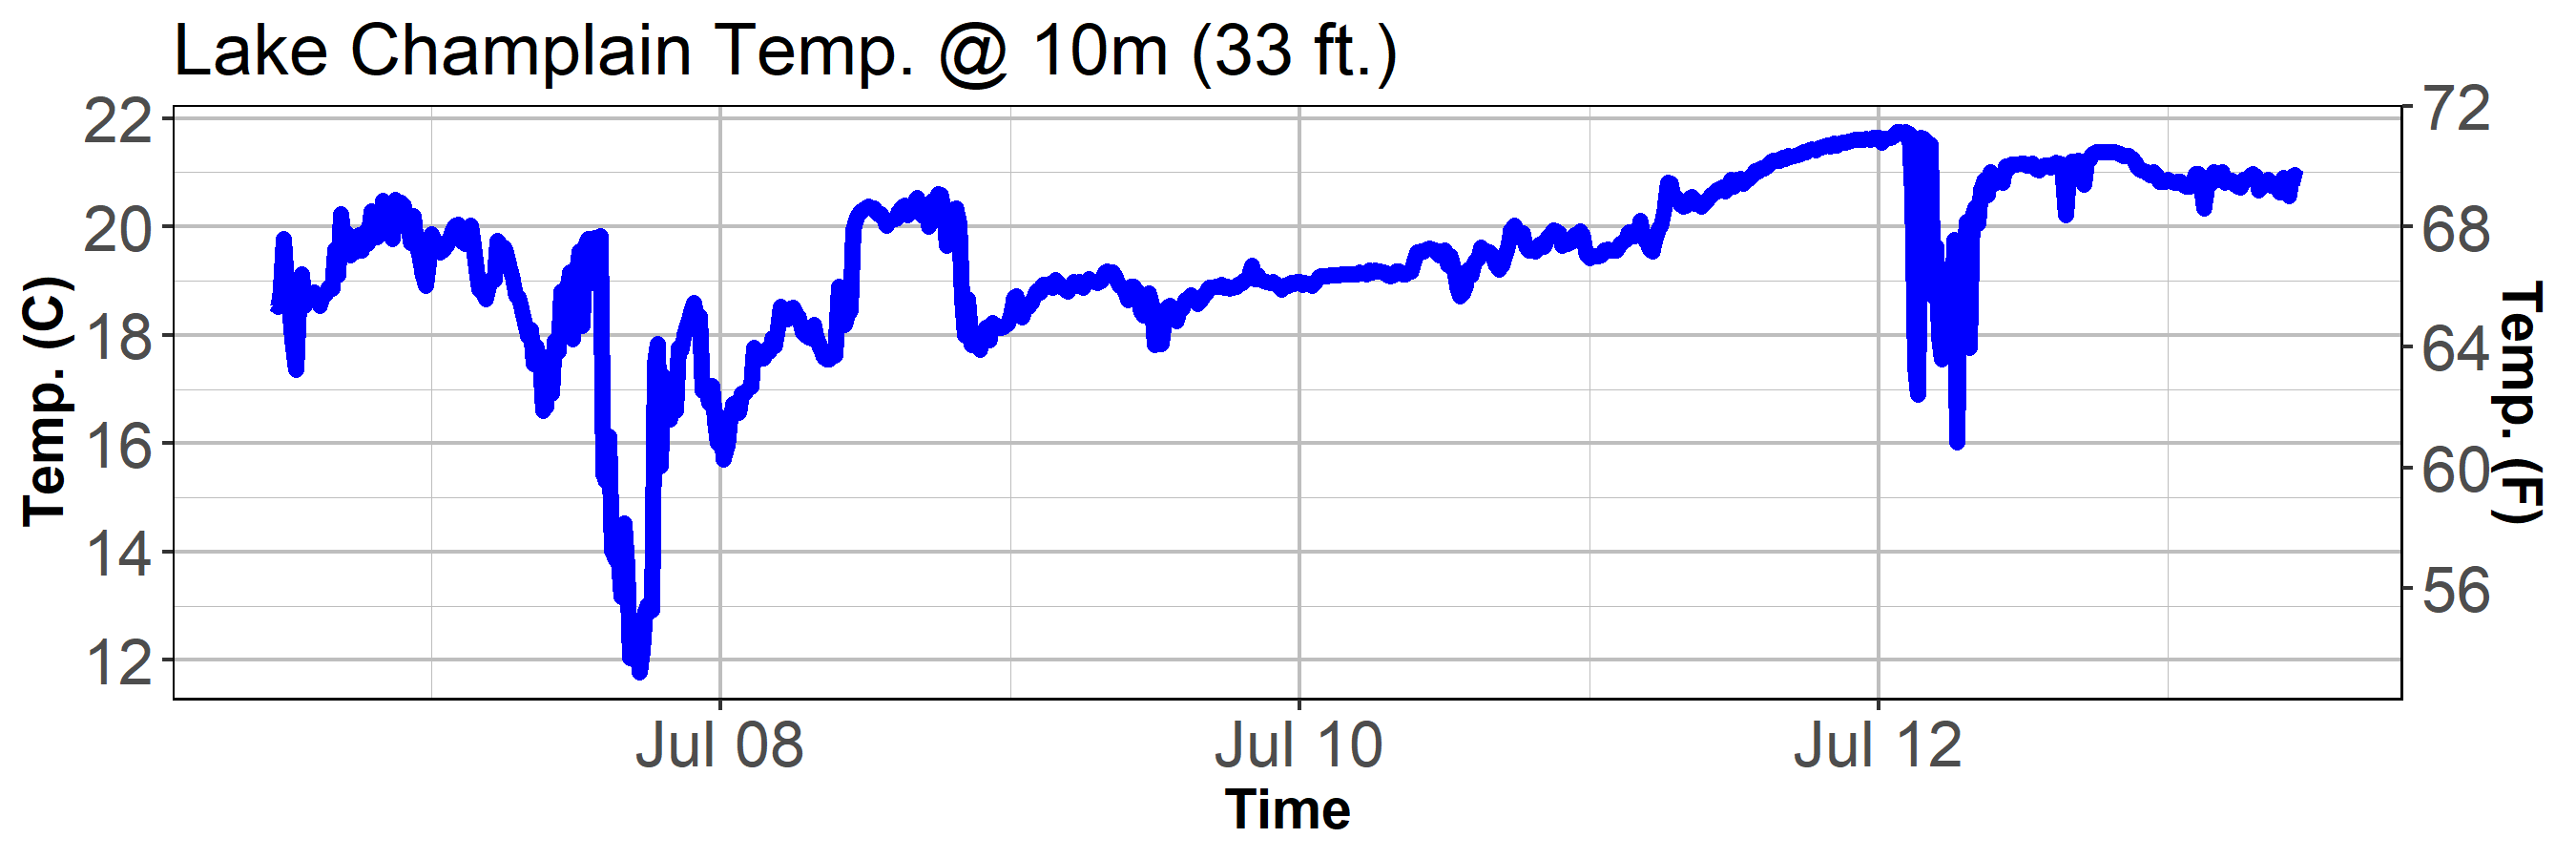 Lake Champlain Temp. @ 10m (33 ft.)
Temp. (C)
22
20
18
16
14
12
72
68
64
60
56
Temp. (F)
Jul 08 Jul 10 Jul 12
Time